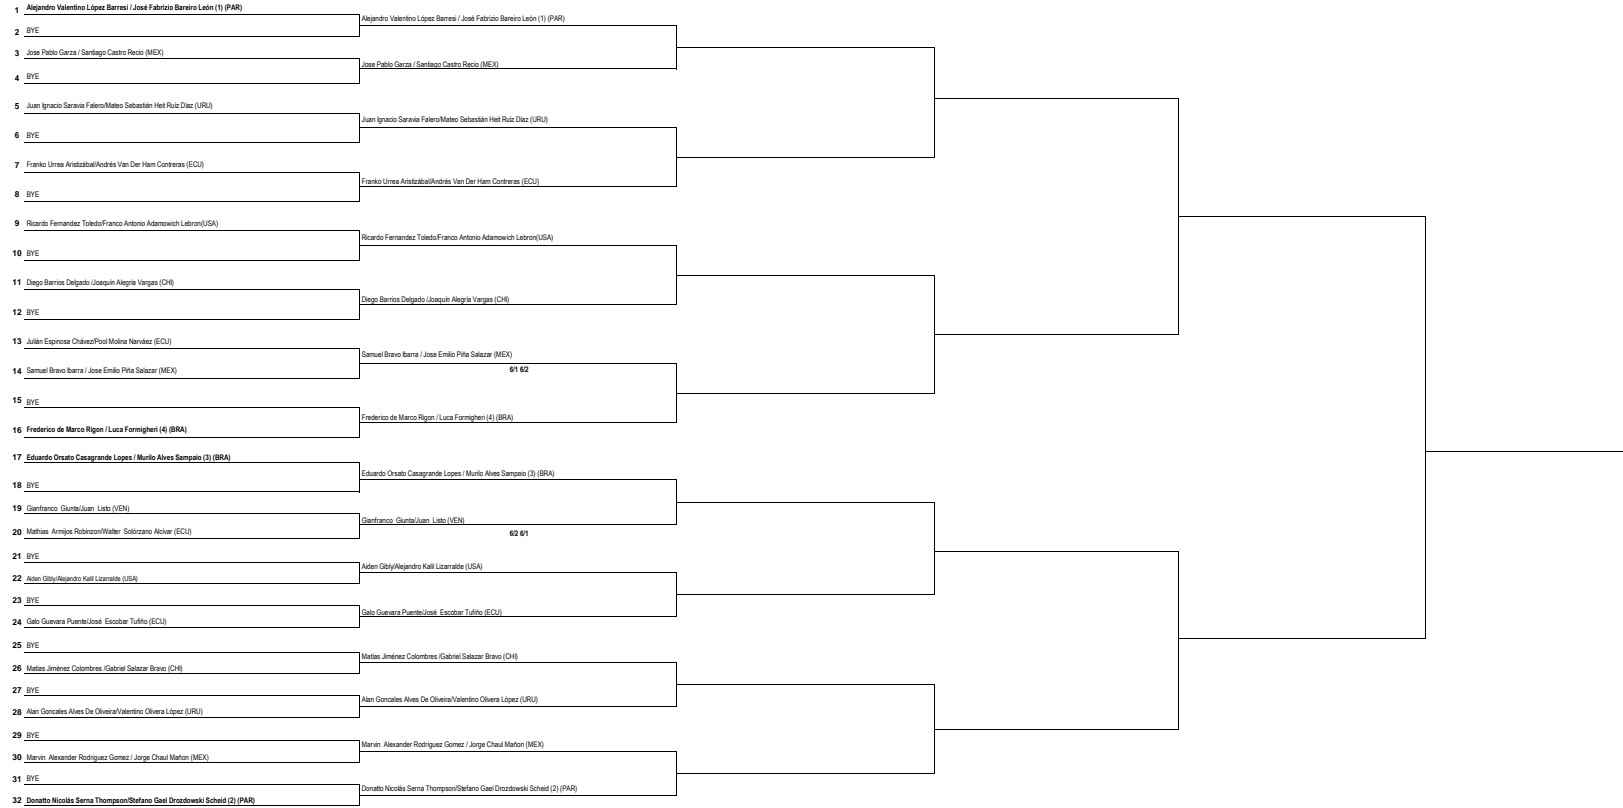 1 Alejandro Valentino López Barresi / José Fabrizio Bareiro León (1) (PAR)
Alejandro Valentino López Barresi / José Fabrizio Bareiro León (1) (PAR)
2 BYE
3 Jose Pablo Garza / Santiago Castro Recio (MEX)
Jose Pablo Garza / Santiago Castro Recio (MEX)
4 BYE
5 Juan Ignacio Saravia Falero/Mateo Sebastián Heit Ruíz Díaz (URU)
Juan Ignacio Saravia Falero/Mateo Sebastián Heit Ruíz Díaz (URU)
6 BYE
7 Franko Urrea Aristizábal/Andrés Van Der Ham Contreras (ECU)
Franko Urrea Aristizábal/Andrés Van Der Ham Contreras (ECU)
8 BYE
9 Ricardo Fernandez Toledo/Franco Antonio Adamowich Lebron(USA)
Ricardo Fernandez Toledo/Franco Antonio Adamowich Lebron(USA)
10 BYE
11 Diego Barrios Delgado /Joaquín Alegría Vargas (CHI)
Diego Barrios Delgado /Joaquín Alegría Vargas (CHI)
12 BYE
13 Julián Espinosa Chávez/Pool Molina Narváez (ECU)
Samuel Bravo Ibarra / Jose Emilio Piña Salazar (MEX)
14 Samuel Bravo Ibarra / Jose Emilio Piña Salazar (MEX)
6/1 6/2
15 BYE
Frederico de Marco Rigon / Luca Formigheri (4) (BRA)
16 Frederico de Marco Rigon / Luca Formigheri (4) (BRA)
17 Eduardo Orsato Casagrande Lopes / Murilo Alves Sampaio (3) (BRA)
Eduardo Orsato Casagrande Lopes / Murilo Alves Sampaio (3) (BRA)
18 BYE
19 Gianfranco Giunta/Juan Listo (VEN)
Gianfranco Giunta/Juan Listo (VEN)
20 Mathías Armijos Robinzon/Walter Solórzano Alcívar (ECU)
6/2 6/1
21 BYE
Aiden Gibly/Alejandro Kalil Lizarralde (USA)
22 Aiden Gibly/Alejandro Kalil Lizarralde (USA)
23 BYE
Galo Guevara Puente/José Escobar Tufiño (ECU)
24 Galo Guevara Puente/José Escobar Tufiño (ECU)
25 BYE
Matías Jiménez Colombres /Gabriel Salazar Bravo (CHI)
26 Matías Jiménez Colombres /Gabriel Salazar Bravo (CHI)
27 BYE
Alan Goncales Alves De Oliveira/Valentino Olivera López (URU)
28 Alan Goncales Alves De Oliveira/Valentino Olivera López (URU)
29 BYE
Marvin Alexander Rodriguez Gomez / Jorge Chaul Mañon (MEX)
30 Marvin Alexander Rodriguez Gomez / Jorge Chaul Mañon (MEX)
31 BYE
Donatto Nicolás Serna Thompson/Stefano Gael Drozdowski Scheid (2) (PAR)
32 Donatto Nicolás Serna Thompson/Stefano Gael Drozdowski Scheid (2) (PAR)